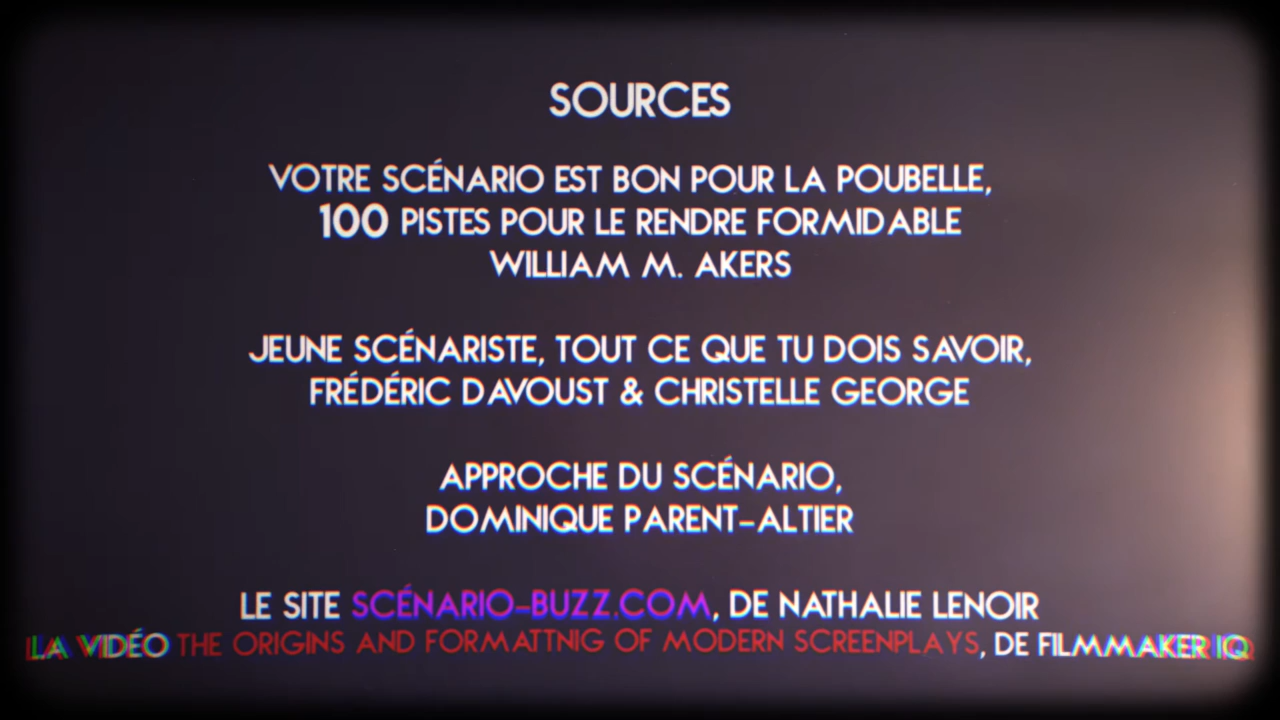 SOURCES
VOTRE SCÉNARIO EST BON POUR LA POUBELLE,
100 PISTES POUR LE RENDRE FORMIDABLE
WILLIAM M. AKERS
JEUNE SCÉNARISTE, TOUT CE QUE TU DOIS SAVOIR,
FRÉDÉRIC DAVOUST & CHRISTELLE GEORGE
APPROCHE DU SCÉNARIO,
DOMINIQUE PARENT-ALTIER
LE SITE SCÉNARIO-BUZZ.COM, DE NATHALIE LENOIR
LA VIDÉO THE ORIGINS AND FORMATTNIG OF MODERN SCREENPLAYS, DE FILMMAKER IQ